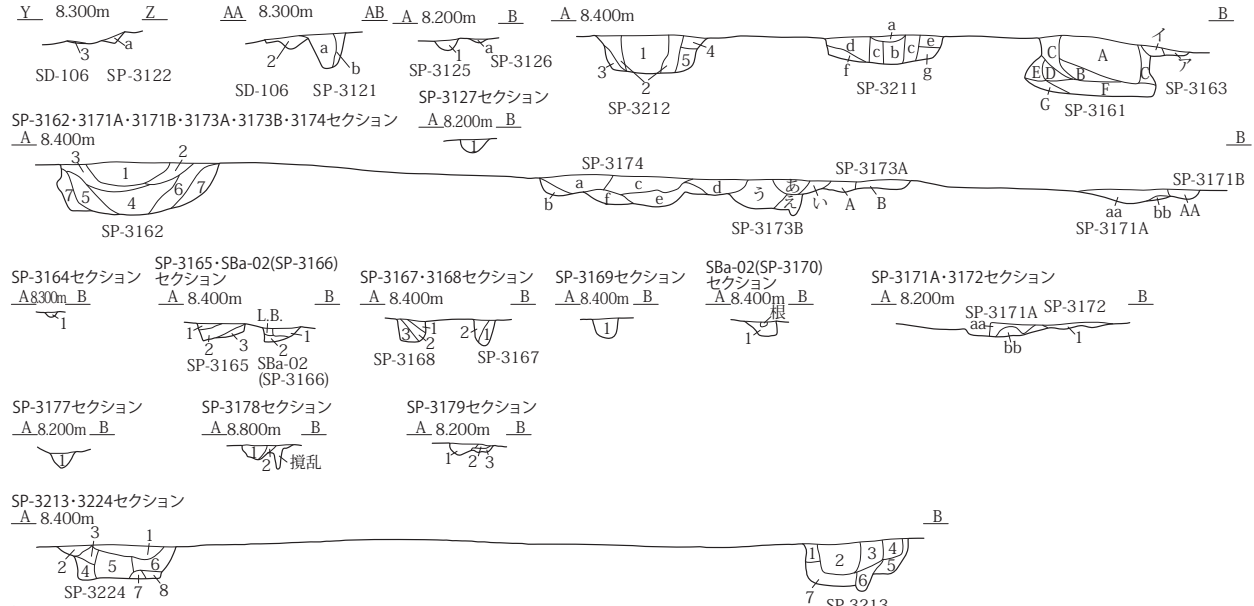 Y 8.300m Z
3 a
SD-106 SP-3122
AA 8.300m AB
2 a b
SD-106 SP-3121
A 8.200m B
1 a
SP-3125 SP-3126
A 8.400m B
1 2 3 4 5
SP-3212
a
d c b c e
f g
SP-3211
C A イ
E D B C ア
F
G SP-3161 SP-3163
SP-3127セクション
A 8.200m B
1
SP-3162・3171A・3171B・3173A・3173B・3174セクション
A 8.400m B
3 1 2
7 5 4 6 7
SP-3162
SP-3174
a c d う あ
b f e え い A B
SP-3173A
SP-3173B
SP-3171B
aa bb AA
SP-3171A
SP-3164セクション
A 8.300m B
1
SP-3165・SBa-02(SP-3166)
セクション
A 8.400m B
L.B.
1 2 3 2 1
SP-3165 SBa-02
(SP-3166)
SP-3167・3168セクション
A 8.400m B
3 1 2 2 1
SP-3168 SP-3167
SP-3169セクション
A 8.400m B
1
SBa-02(SP-3170)
セクション
A 8.400m B
根
1
SP-3171A・3172セクション
A 8.200m B
SP-3171A SP-3172
aa
bb 1
SP-3177セクション
A 8.200m B
1
SP-3178セクション
A 8.800m B
1 2 撹乱
SP-3179セクション
A 8.200m B
1 2 3
SP-3213・3224セクション
A 8.400m B
3 1
2 4 5 6
SP-3224 7 8
1 2 3 4
5
7 6
SP-3213